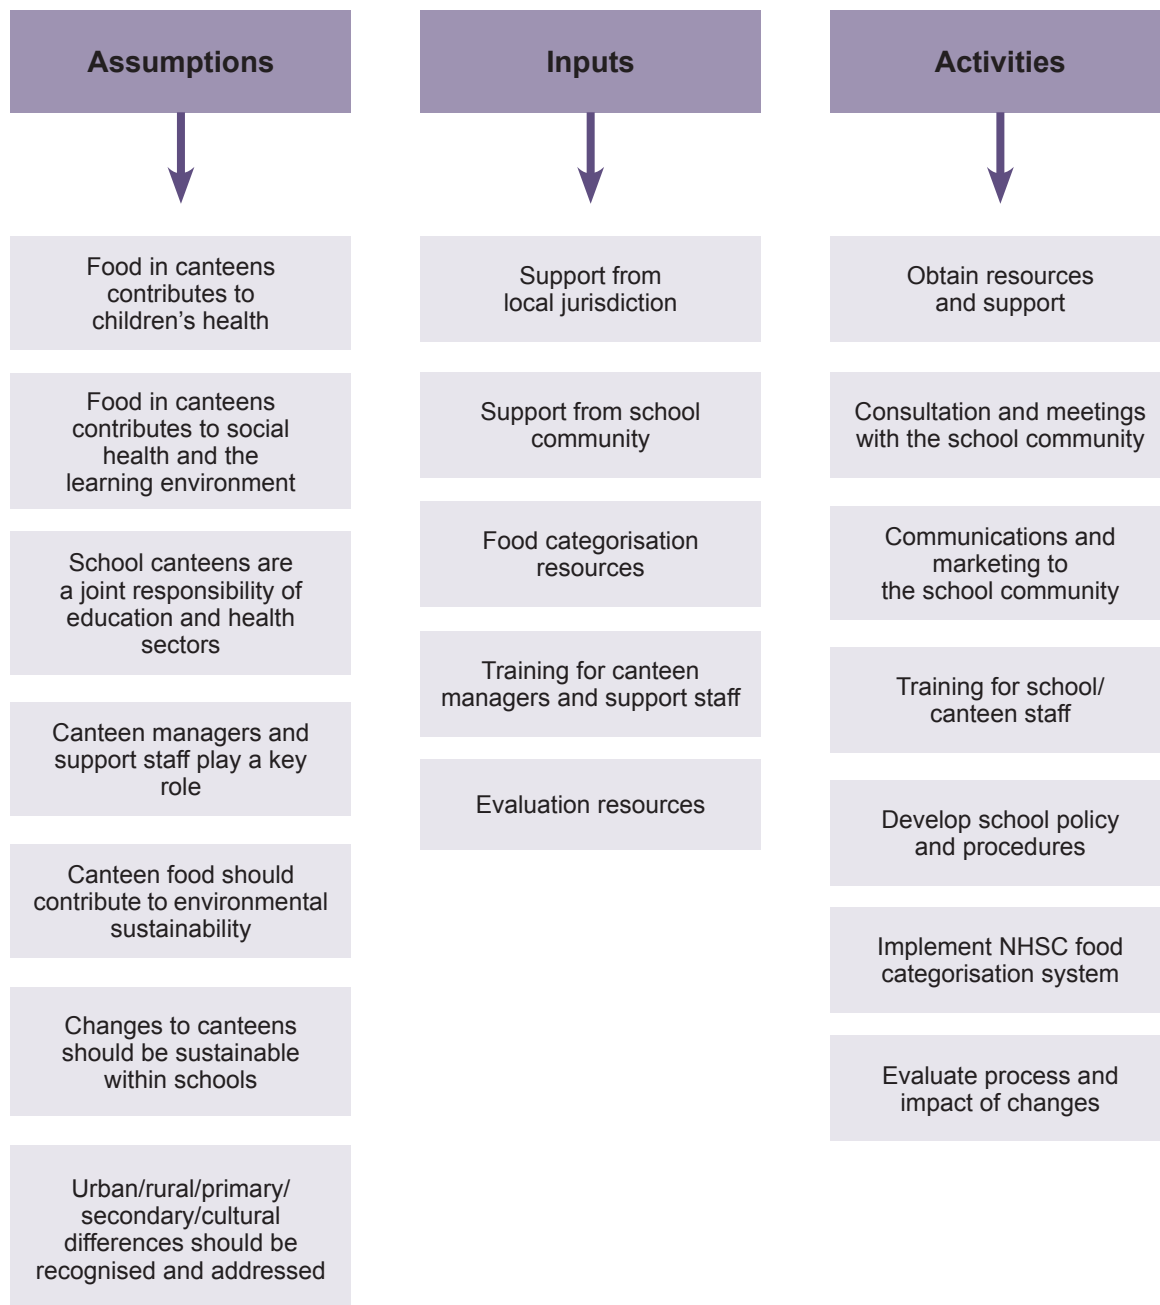 Assumptions
Food in canteens
contributes to
children’s health
Food in canteens
contributes to social
health and the
learning environment
School canteens are
a joint responsibility of
education and health
sectors
Canteen managers and
support staff play a key
role
Canteen food should
contribute to environmental
sustainability
Changes to canteens
should be sustainable
within schools
Urban/rural/primary/
secondary/cultural
differences should be
recognised and addressed
Inputs
Support from
local jurisdiction
Support from school
community
Food categorisation
resources
Training for canteen
managers and support staff
Evaluation resources
Activities
Obtain resources
and support
Consultation and meetings
with the school community
Communications and
marketing to
the school community
Training for school/
canteen staff
Develop school policy
and procedures
Implement NHSC food
categorisation system
Evaluate process and
impact of changes